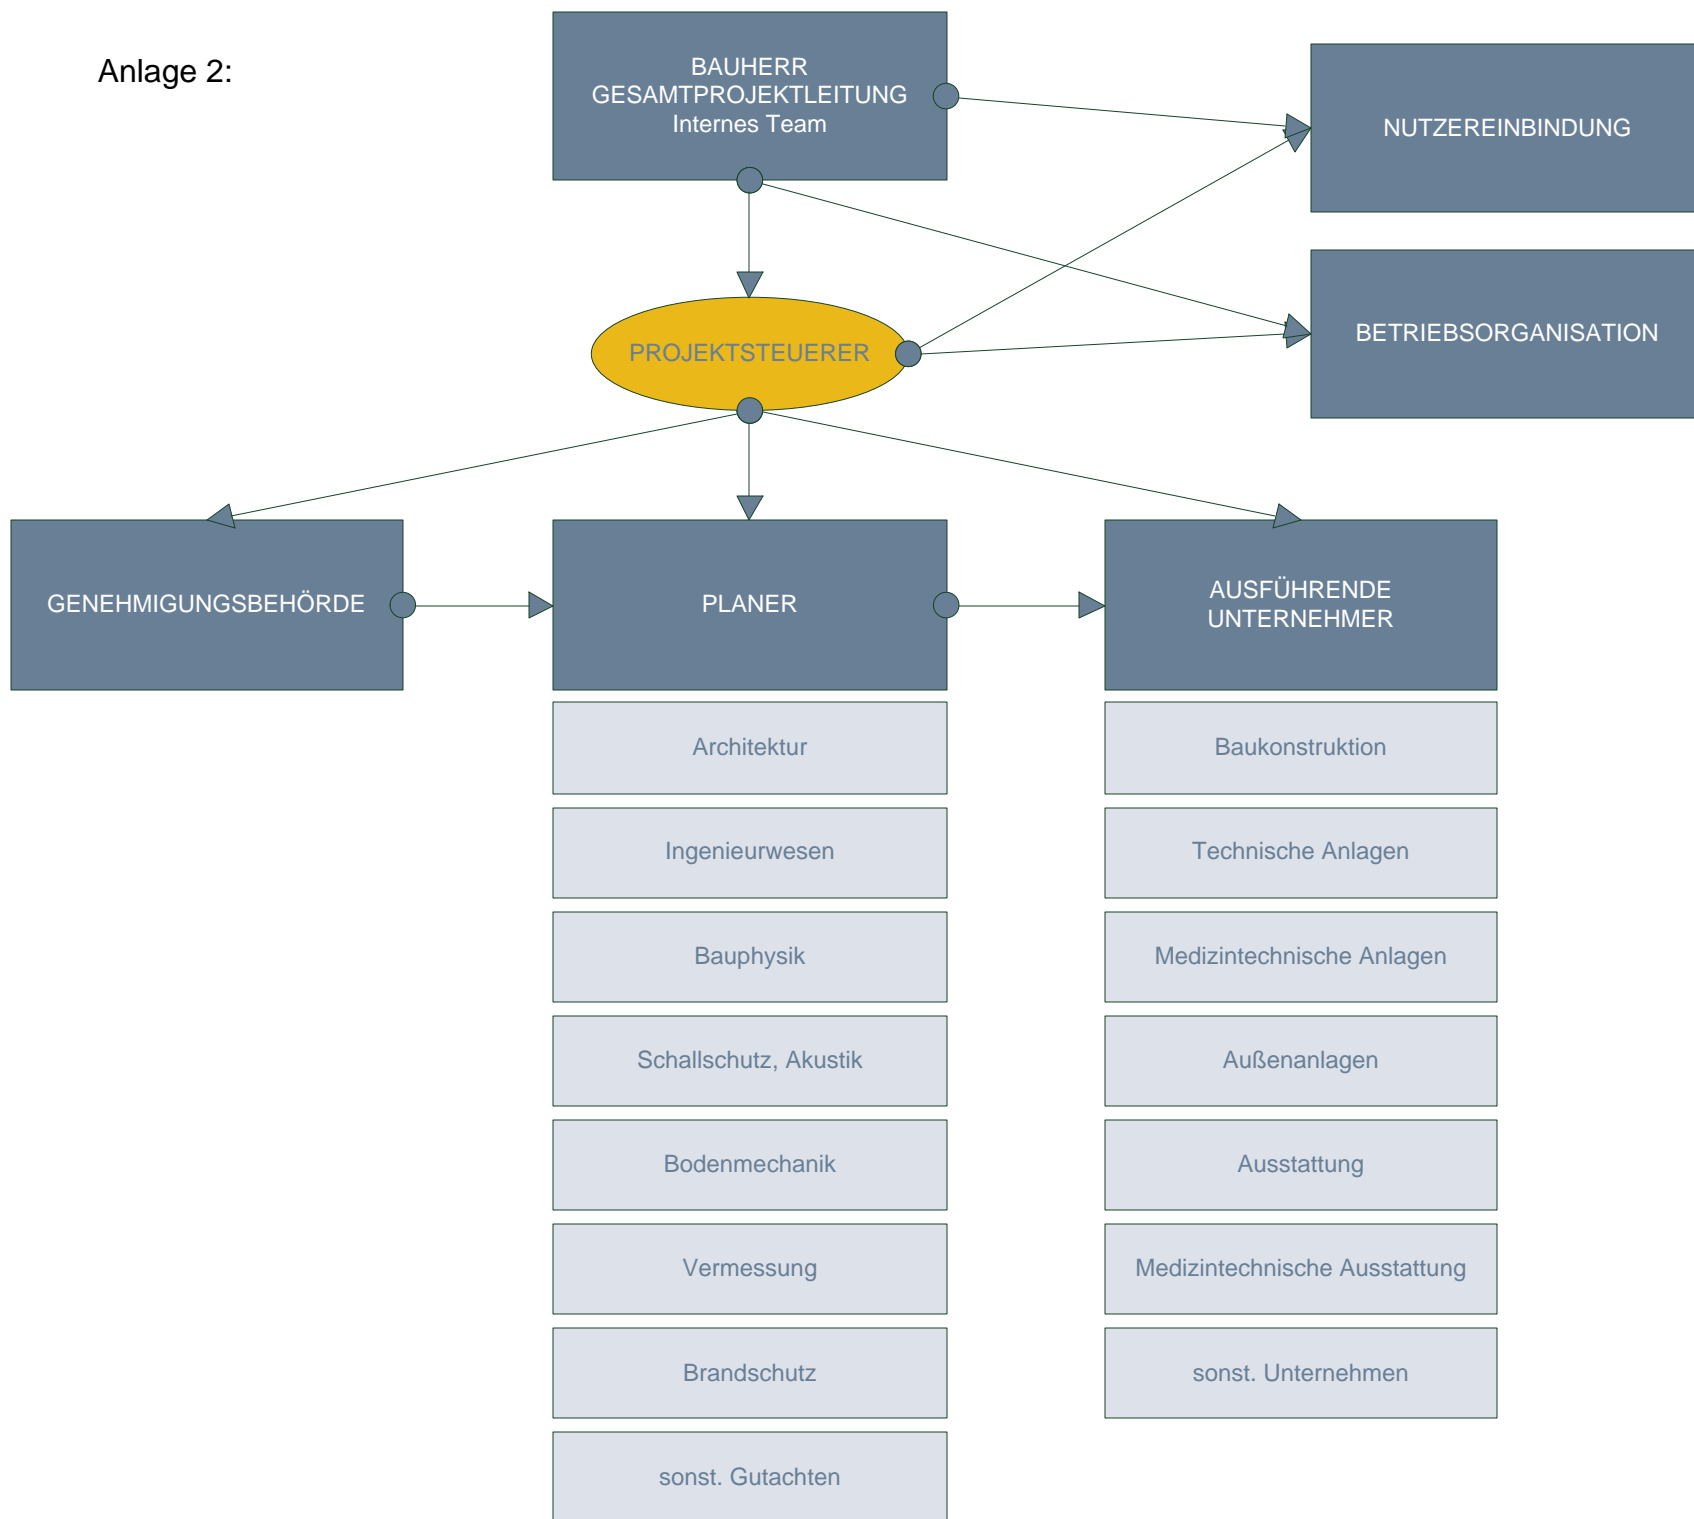 Anlage 2:
BAUHERR
GESAMTPROJEKTLEITUNG
Internes Team
NUTZEREINBINDUNG
BETRIEBSORGANISATION
PROJEKTSTEUERER
GENEHMIGUNGSBEHÖRDE
PLANER
AUSFÜHRENDE
UNTERNEHMER
Architektur
Baukonstruktion
Ingenieurwesen
Technische Anlagen
Bauphysik
Medizintechnische Anlagen
Schallschutz, Akustik
Außenanlagen
Bodenmechanik
Ausstattung
Vermessung
Medizintechnische Ausstattung
Brandschutz
sonst. Unternehmen
sonst. Gutachten